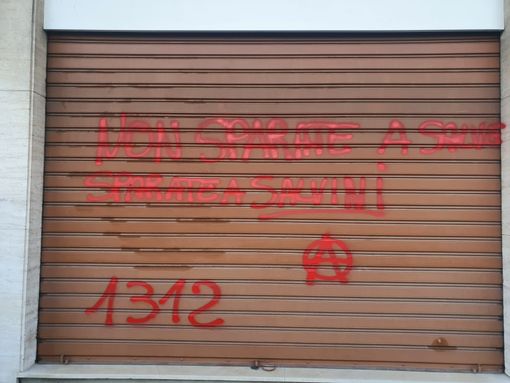 NON SPARATE A SALVE
SPARATE A SALVINI
A
1312